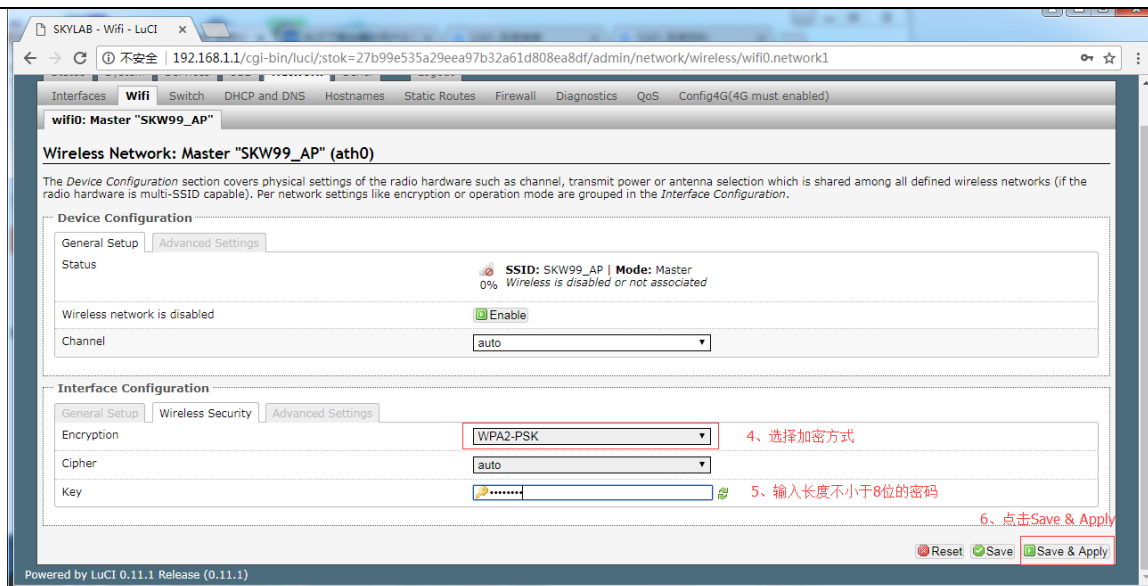 SKYLAB - Wifi - LuCI
不安全 | 192.168.1.1/cgi-bin/luci/;stok=27b99e535a29eea97b32a61d808ea8df/admin/network/wireless/wifi0.network1
Interfaces Wifi Switch DHCP and DNS Hostnames Static Routes Firewall Diagnostics QoS Config4G(4G must enabled)
wifi0: Master "SKW99_AP"
Wireless Network: Master "SKW99_AP" (ath0)
The Device Configuration section covers physical settings of the radio hardware such as channel, transmit power or antenna selection which is shared among all defined wireless networks (if the
radio hardware is multi-SSID capable). Per network settings like encryption or operation mode are grouped in the Interface Configuration.
Device Configuration
General Setup Advanced Settings
Status
SSID: SKW99_AP | Mode: Master
0% Wireless is disabled or not associated
Wireless network is disabled Enable
Channel auto
Interface Configuration
General Setup Wireless Security Advanced Settings
Encryption WPA2-PSK 4、选择加密方式
Cipher auto
Key •••••••• 5、输入长度不小于8位的密码
6、点击Save & Apply
Reset Save Save & Apply
Powered by LuCI 0.11.1 Release (0.11.1)